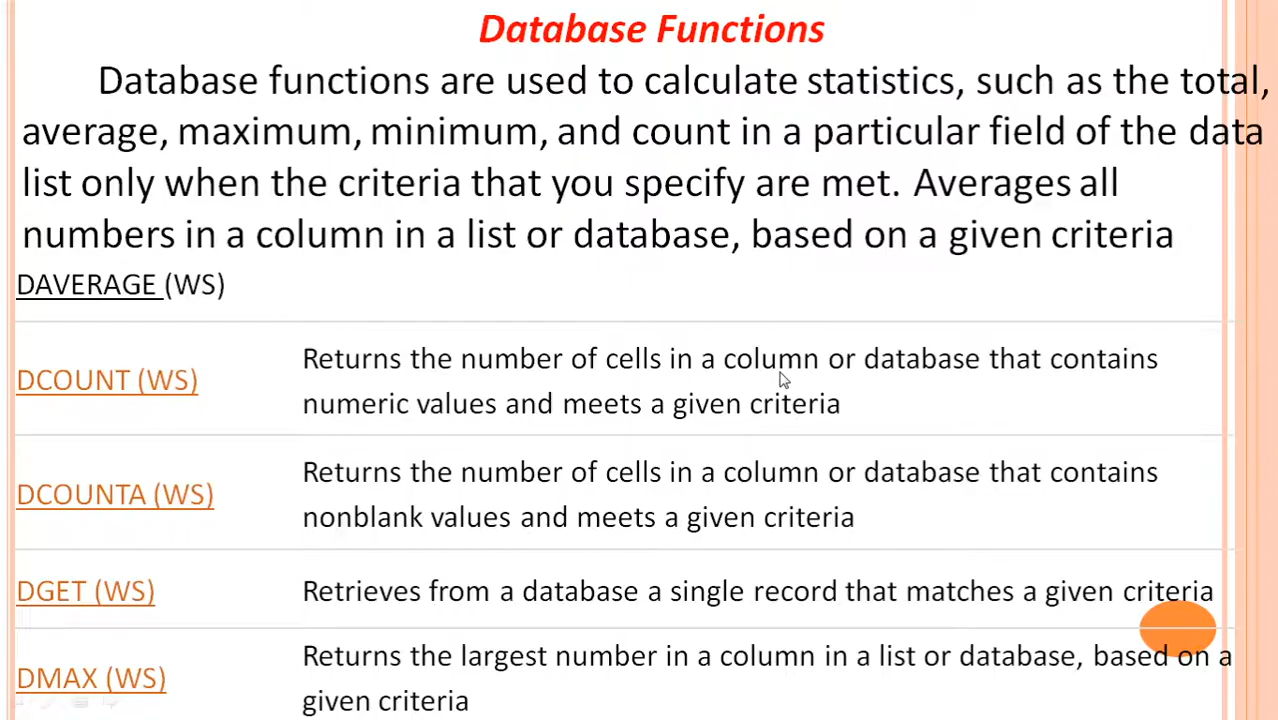 Database Functions
Database functions are used to calculate statistics, such as the total,
average, maximum, minimum, and count in a particular field of the data
list only when the criteria that you specify are met. Averages all
numbers in a column in a list or database, based on a given criteria
DAVERAGE (WS)
DCOUNT (WS)
Returns the number of cells in a column or database that contains
numeric values and meets a given criteria
DCOUNTA (WS)
Returns the number of cells in a column or database that contains
nonblank values and meets a given criteria
DGET (WS)
Retrieves from a database a single record that matches a given criteria
DMAX (WS)
Returns the largest number in a column in a list or database, based on a
given criteria